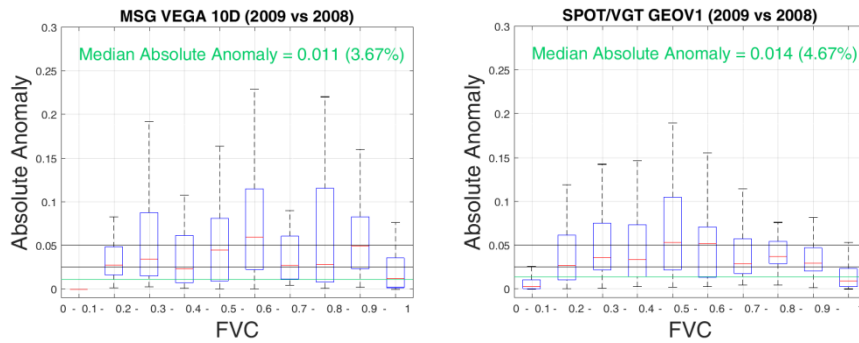 MSG VEGA 10D (2009 vs 2008)
0.3
Median Absolute Anomaly = 0.011 (3.67%)
0.25
0.2
0.15
0.1
0.05
0
Absolute Anomaly
0 - 0.1 - 0.2 - 0.3 - 0.4 - 0.5 - 0.6 - 0.7 - 0.8 - 0.9 - 1
FVC
SPOT/VGT GEOV1 (2009 vs 2008)
0.3
Median Absolute Anomaly = 0.014 (4.67%)
0.25
0.2
0.15
0.1
0.05
0
Absolute Anomaly
0 - 0.1 - 0.2 - 0.3 - 0.4 - 0.5 - 0.6 - 0.7 - 0.8 - 0.9 - 1
FVC